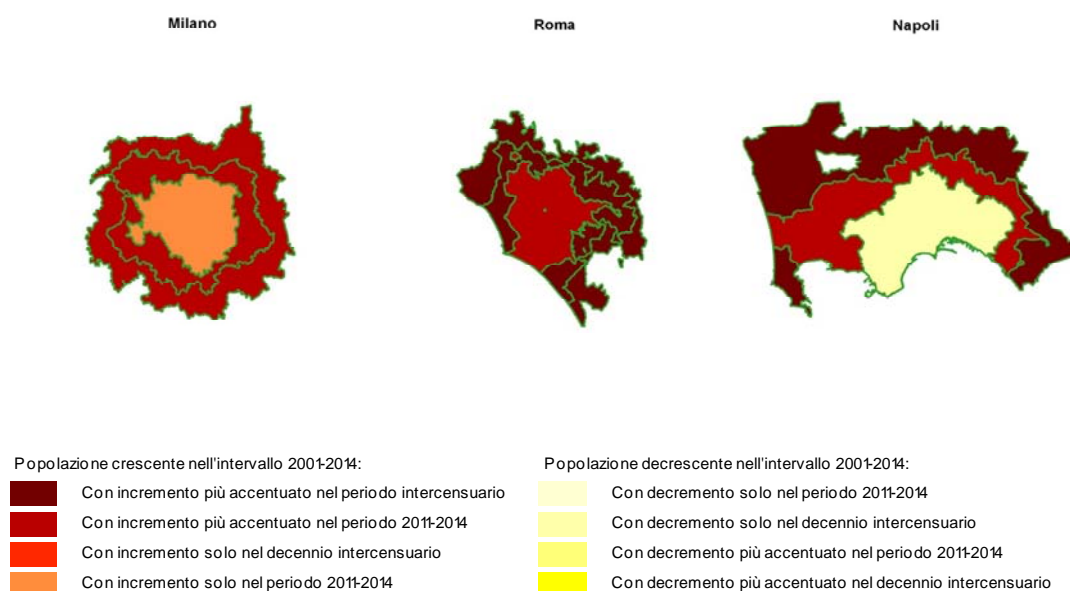 Milano
Roma
Napoli
Popolazione crescente nell'intervallo 2001-2014:
Con incremento più accentuato nel periodo intercensuario
Con incremento più accentuato nel periodo 2011-2014
Con incremento solo nel decennio intercensuario
Con incremento solo nel periodo 2011-2014
Popolazione decrescente nell'intervallo 2001-2014:
Con decremento solo nel periodo 2011-2014
Con decremento solo nel decennio intercensuario
Con decremento più accentuato nel periodo 2011-2014
Con decremento più accentuato nel decennio intercensuario